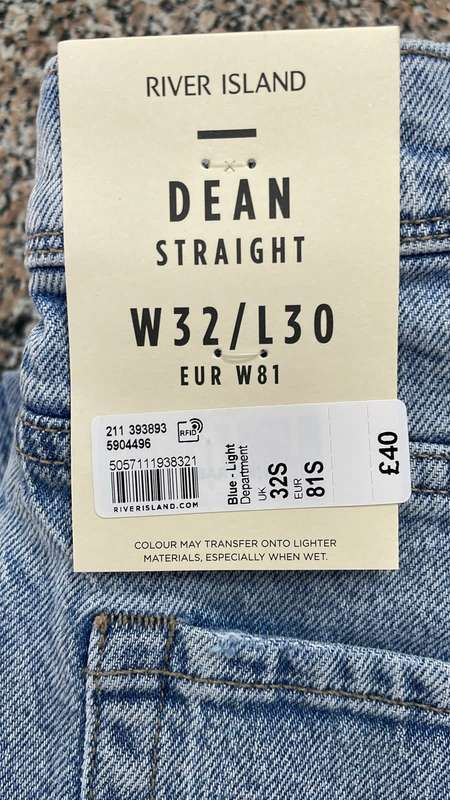 RIVER ISLAND
DEAN
STRAIGHT
W32/L30
EUR W81
211 393893
5904496
RFID
5057111938321
RIVERISLAND.COM
Blue - Light
Department
UK
32S
EUR
81S
£40
COLOUR MAY TRANSFER ONTO LIGHTER
MATERIALS, ESPECIALLY WHEN WET.